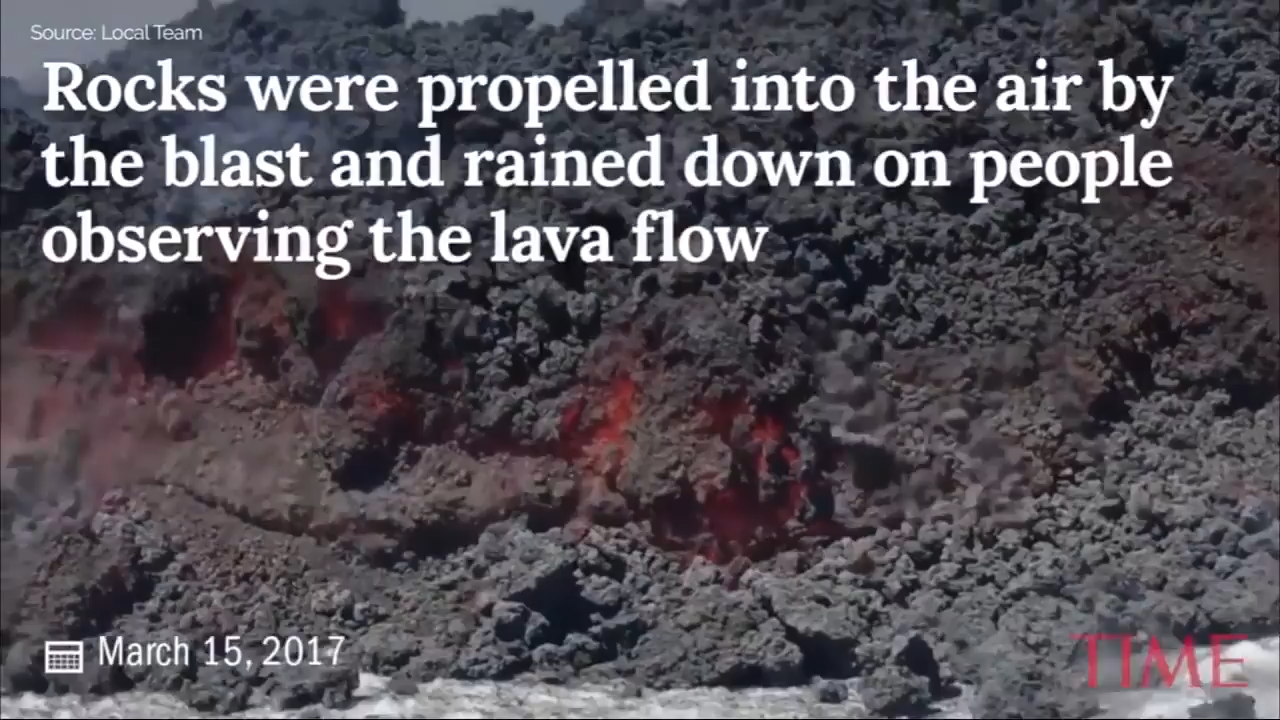 Source: Local Team
Rocks were propelled into the air by
the blast and rained down on people
observing the lava flow
March 15, 2017
TIME